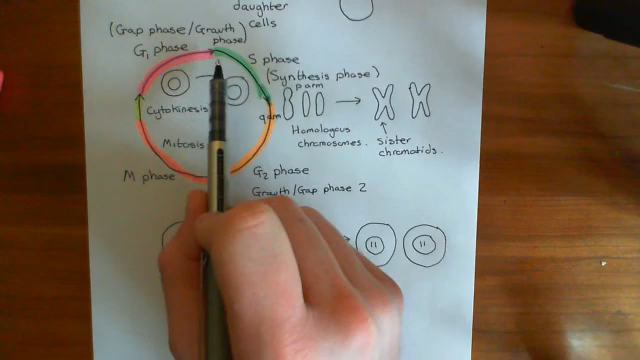 daughter
cells
(Gap phase/Growth phase)
G₁ phase
S phase
(Synthesis phase)
p arm
q arm
Cytokinesis
Homologous
chromosomes.
Sister
chromatids.
Mitosis
M phase
G₂ phase
Growth/Gap phase 2